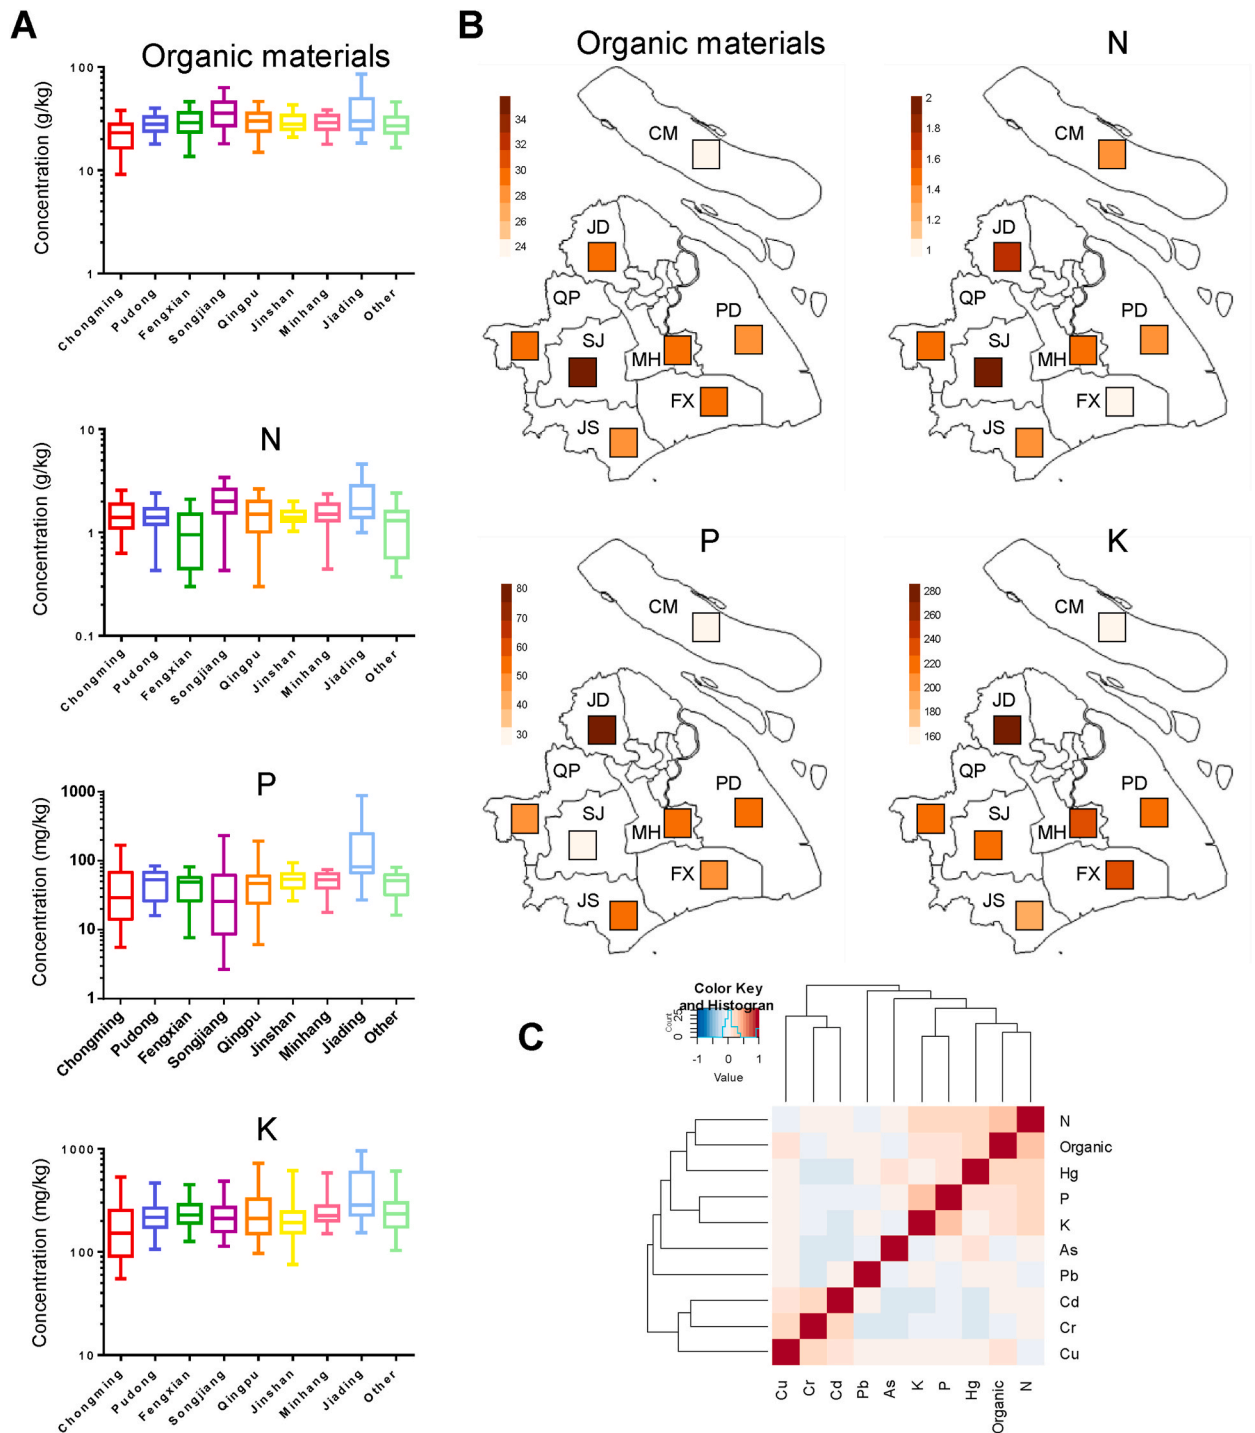 A
Organic materials
Concentration (g/kg)
100
10
1
Chongming
Pudong
Fengxian
Songjiang
Qingpu
Jinshan
Minhang
Jiading
Other
N
Concentration (g/kg)
10
1
0.1
Chongming
Pudong
Fengxian
Songjiang
Qingpu
Jinshan
Minhang
Jiading
Other
P
Concentration (mg/kg)
1000
100
10
1
Chongming
Pudong
Fengxian
Songjiang
Qingpu
Jinshan
Minhang
Jiading
Other
K
Concentration (mg/kg)
1000
100
10
Chongming
Pudong
Fengxian
Songjiang
Qingpu
Jinshan
Minhang
Jiading
Other
B
Organic materials
34
32
30
28
26
24
CM
JD
QP
PD
SJ
MH
FX
JS
N
2
1.8
1.6
1.4
1.2
1
CM
JD
QP
PD
SJ
MH
FX
JS
P
80
70
60
50
40
30
CM
JD
QP
PD
SJ
MH
FX
JS
K
280
260
240
220
200
180
160
CM
JD
QP
PD
SJ
MH
FX
JS
C
Color Key
and Histogran
Count
0 25
-1 0 1
Value
N
Organic
Hg
P
K
As
Pb
Cd
Cr
Cu
Cu
Cr
Cd
Pb
As
K
P
Hg
Organic
N